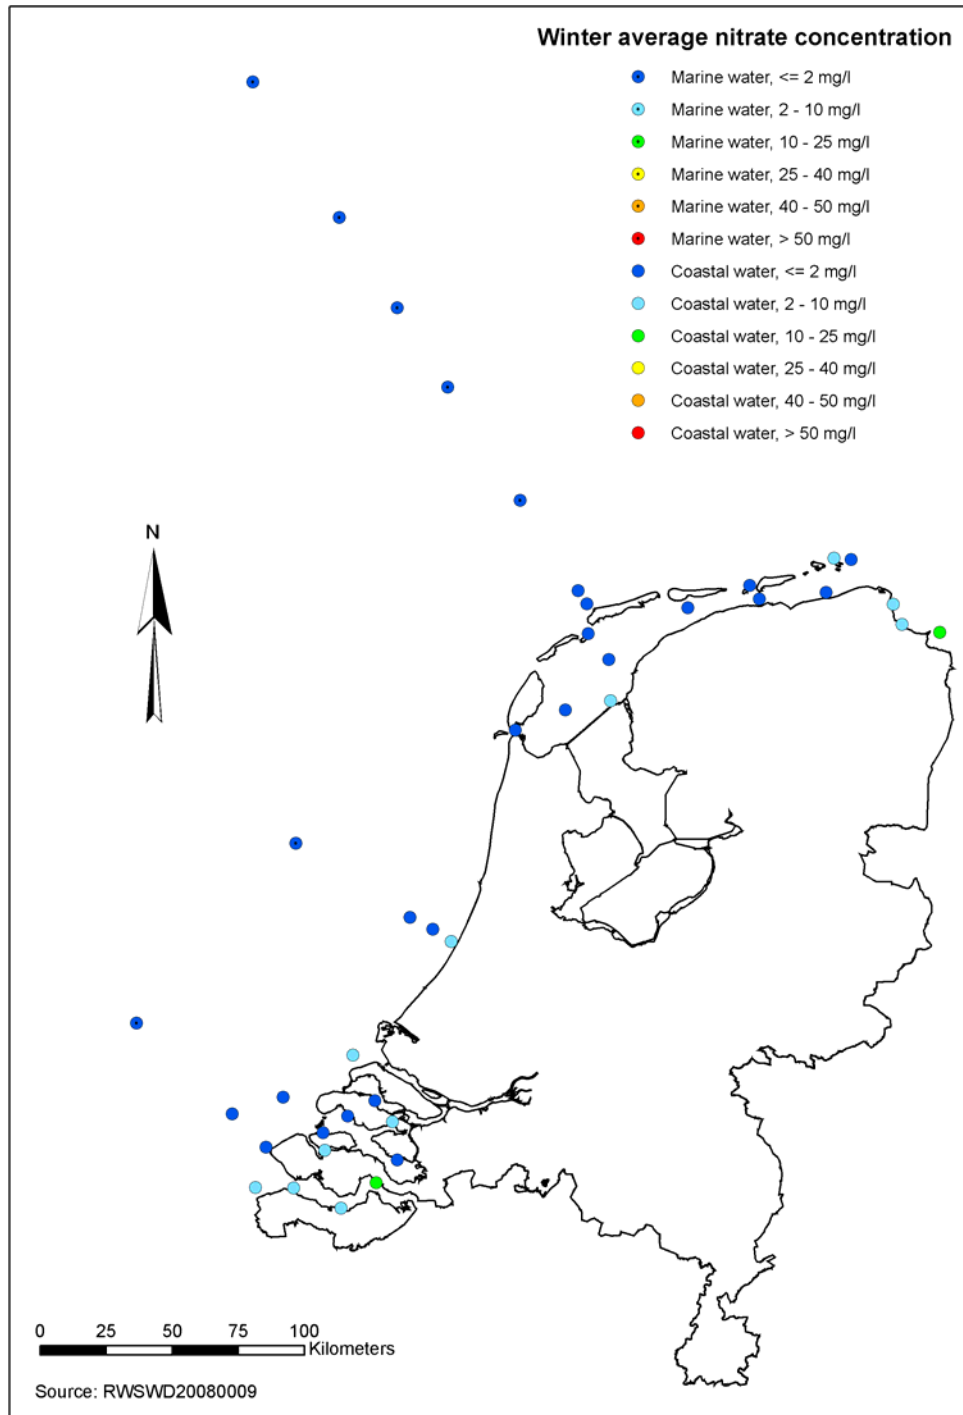 Winter average nitrate concentration
Marine water, <= 2 mg/l
Marine water, 2 - 10 mg/l
Marine water, 10 - 25 mg/l
Marine water, 25 - 40 mg/l
Marine water, 40 - 50 mg/l
Marine water, > 50 mg/l
Coastal water, <= 2 mg/l
Coastal water, 2 - 10 mg/l
Coastal water, 10 - 25 mg/l
Coastal water, 25 - 40 mg/l
Coastal water, 40 - 50 mg/l
Coastal water, > 50 mg/l
N
0 25 50 75 100
Kilometers
Source: RWSWD20080009